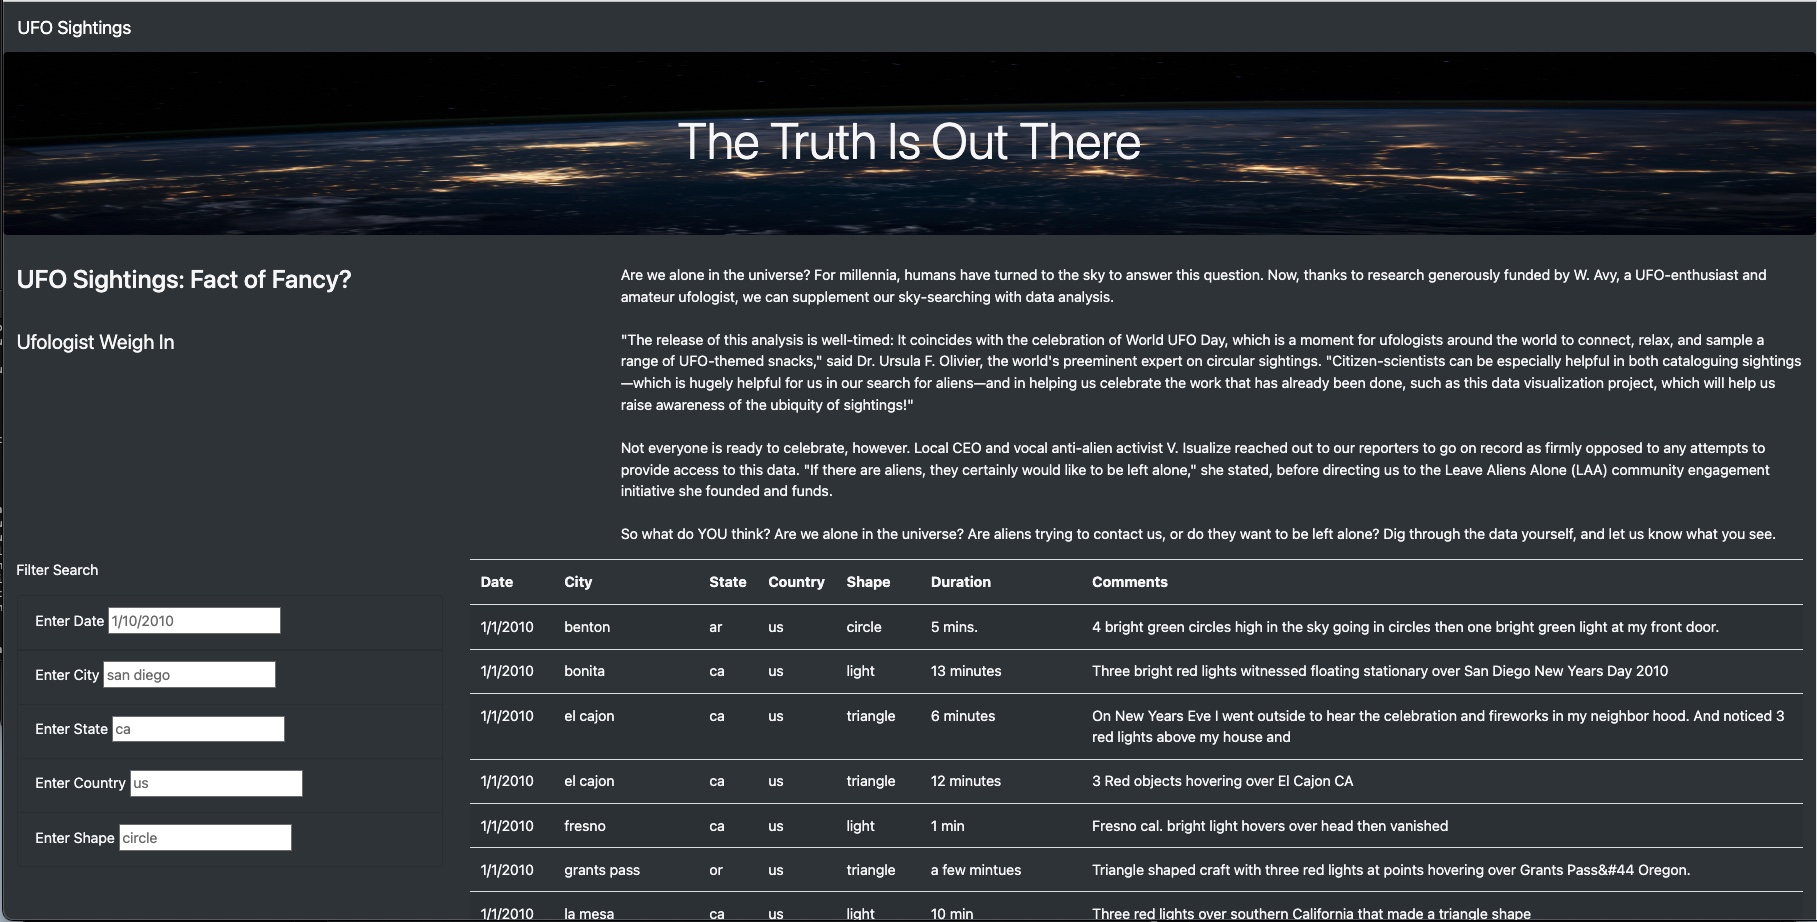 UFO Sightings
The Truth Is Out There
UFO Sightings: Fact of Fancy?
Ufologist Weigh In
Are we alone in the universe? For millennia, humans have turned to the sky to answer this question. Now, thanks to research generously funded by W. Avy, a UFO-enthusiast and
amateur ufologist, we can supplement our sky-searching with data analysis.
"The release of this analysis is well-timed: It coincides with the celebration of World UFO Day, which is a moment for ufologists around the world to connect, relax, and sample a
range of UFO-themed snacks," said Dr. Ursula F. Olivier, the world's preeminent expert on circular sightings. "Citizen-scientists can be especially helpful in both cataloguing sightings
—which is hugely helpful for us in our search for aliens—and in helping us celebrate the work that has already been done, such as this data visualization project, which will help us
raise awareness of the ubiquity of sightings!"
Not everyone is ready to celebrate, however. Local CEO and vocal anti-alien activist V. Isualize reached out to our reporters to go on record as firmly opposed to any attempts to
provide access to this data. "If there are aliens, they certainly would like to be left alone," she stated, before directing us to the Leave Aliens Alone (LAA) community engagement
initiative she founded and funds.
So what do YOU think? Are we alone in the universe? Are aliens trying to contact us, or do they want to be left alone? Dig through the data yourself, and let us know what you see.
Filter Search
Enter Date 1/10/2010
Enter City san diego
Enter State ca
Enter Country us
Enter Shape circle
Date City State Country Shape Duration Comments
1/1/2010 benton ar us circle 5 mins. 4 bright green circles high in the sky going in circles then one bright green light at my front door.
1/1/2010 bonita ca us light 13 minutes Three bright red lights witnessed floating stationary over San Diego New Years Day 2010
1/1/2010 el cajon ca us triangle 6 minutes On New Years Eve I went outside to hear the celebration and fireworks in my neighbor hood. And noticed 3
red lights above my house and
1/1/2010 el cajon ca us triangle 12 minutes 3 Red objects hovering over El Cajon CA
1/1/2010 fresno ca us light 1 min Fresno cal. bright light hovers over head then vanished
1/1/2010 grants pass or us triangle a few mintues Triangle shaped craft with three red lights at points hovering over Grants Pass&#44 Oregon.
1/1/2010 la mesa ca us light 10 min Three red lights over southern California that made a triangle shape